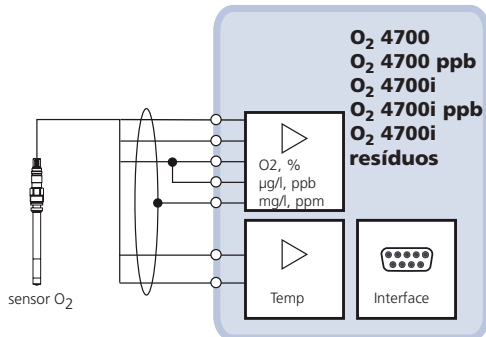 O₂ 4700
O₂ 4700 ppb
O₂ 4700i
O₂ 4700i ppb
O₂ 4700i
resíduos
O2, %
µg/l, ppb
mg/l, ppm
Temp
Interface
sensor O₂